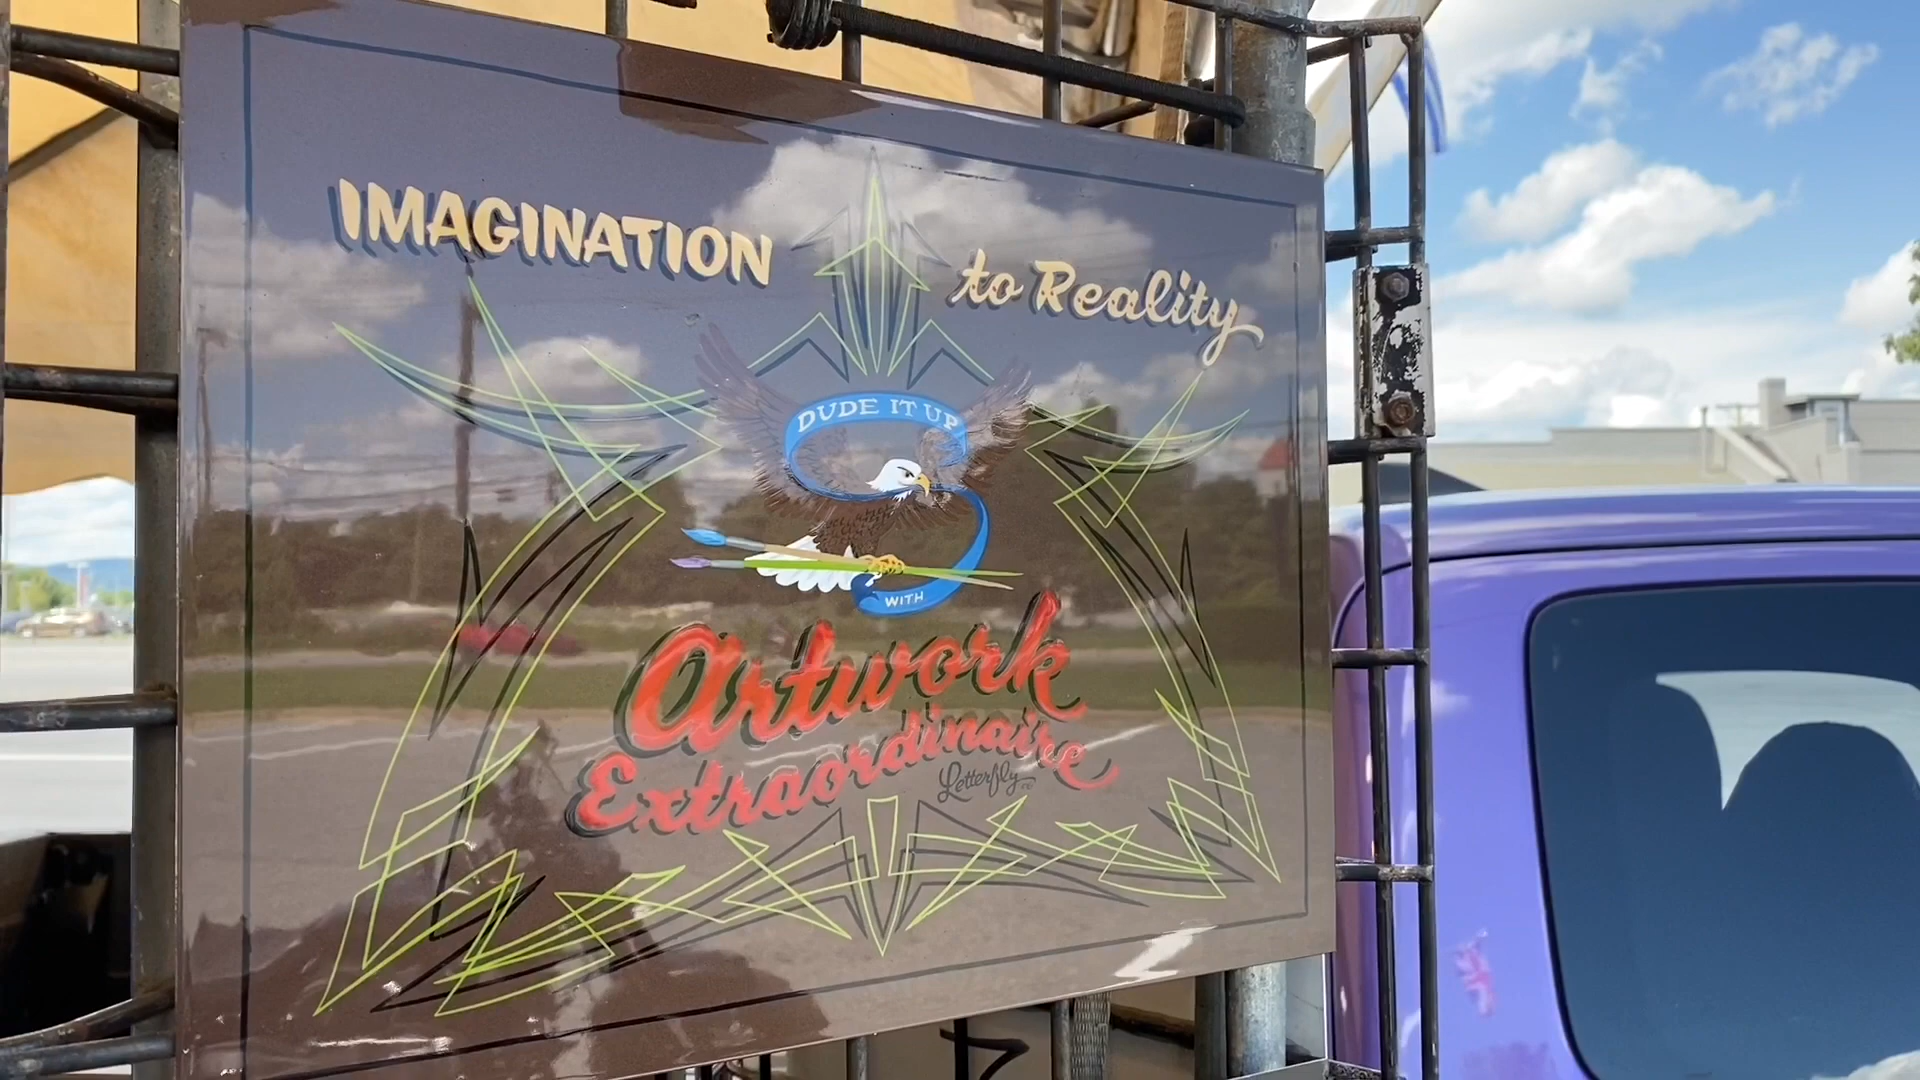 IMAGINATION
to Reality
DUDE IT UP
WITH
Artwork
Extraordinaire
Letterfly